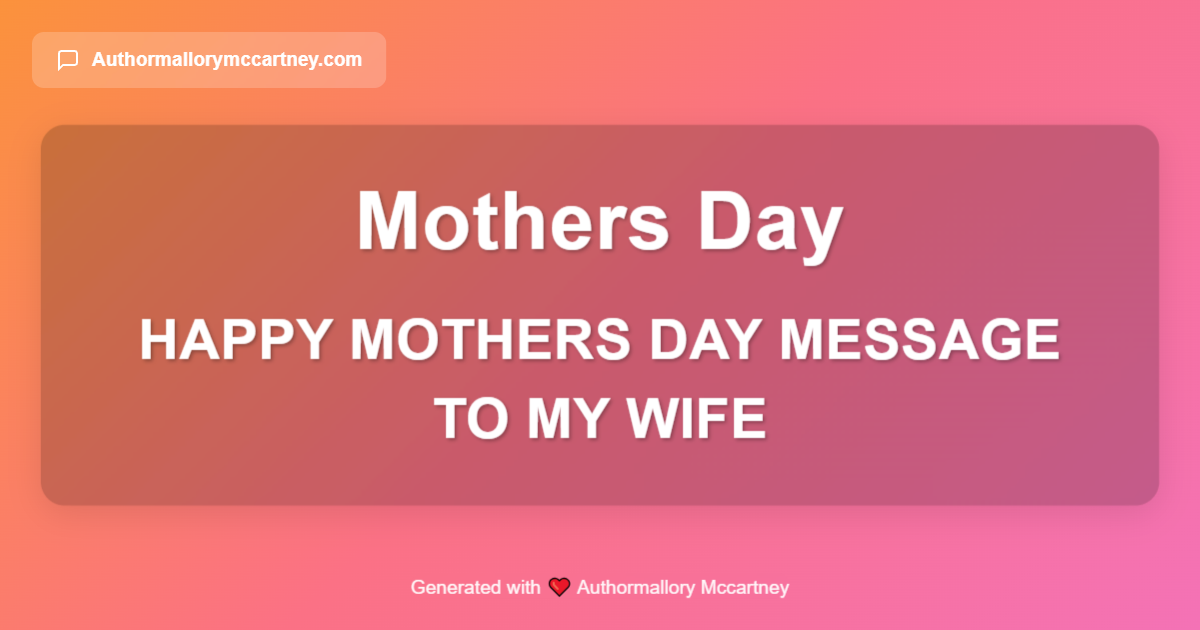 Authormallorymccartney.com
Mothers Day
HAPPY MOTHERS DAY MESSAGE
TO MY WIFE
Generated with ❤️ Authormallory Mccartney